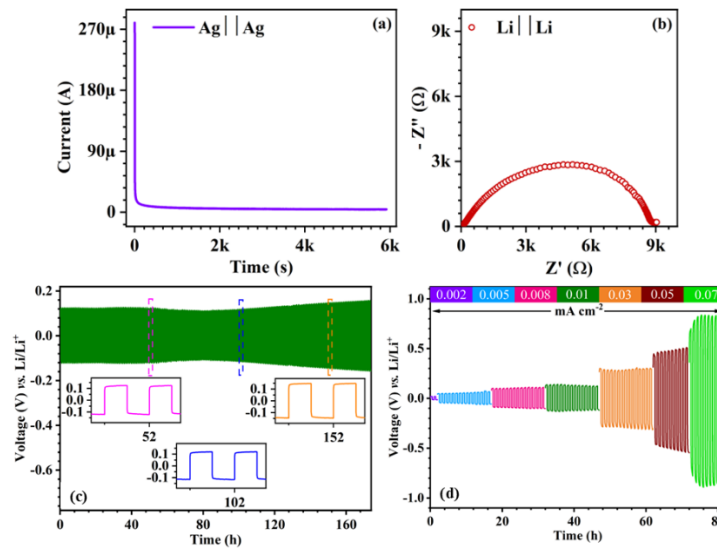 270μ
180μ
90μ
0
Current (A)
Ag││Ag
(a)
0 1k 2k 3k 4k 5k 6k
Time (s)
9k
6k
3k
0
- Z'' (Ω)
Li││Li
(b)
0 3k 6k 9k
Z' (Ω)
0.2
0.0
-0.2
-0.4
-0.6
Voltage (V) vs. Li/Li⁺
0.1
0.0
-0.1
52
0.1
0.0
-0.1
152
0.1
0.0
-0.1
102
(c)
0 40 80 120 160
Time (h)
0.002 0.005 0.008 0.01 0.03 0.05 0.07
mA cm⁻²
1.0
0.5
0.0
-0.5
-1.0
Voltage (V) vs. Li/Li⁺
(d)
0 20 40 60
Time (h)